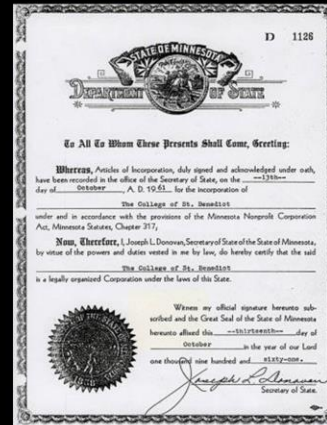 D 1126
STATE OF MINNESOTA
DEPARTMENT OF STATE
To All To Whom These Presents Shall Come, Greeting:
Whereas, Articles of Incorporation, duly signed and acknowledged under oath,
have been recorded in the office of the Secretary of State, on the --13th--
day of October, A. D. 1961 for the incorporation of
The College of St. Benedict
under and in accordance with the provisions of the Minnesota Nonprofit Corporation
Act, Minnesota Statutes, Chapter 317;
Now, Therefore, I, Joseph L. Donovan, Secretary of State of the State of Minnesota,
by virtue of the powers and duties vested in me by law, do hereby certify that the said
The College of St. Benedict
is a legally organized Corporation under the laws of this State.
Witness my official signature hereunto sub-
scribed and the Great Seal of the State of Minnesota
hereunto affixed this --thirteenth-- day of
October in the year of our Lord
one thousand nine hundred and sixty-one.
Joseph L. Donovan
Secretary of State.